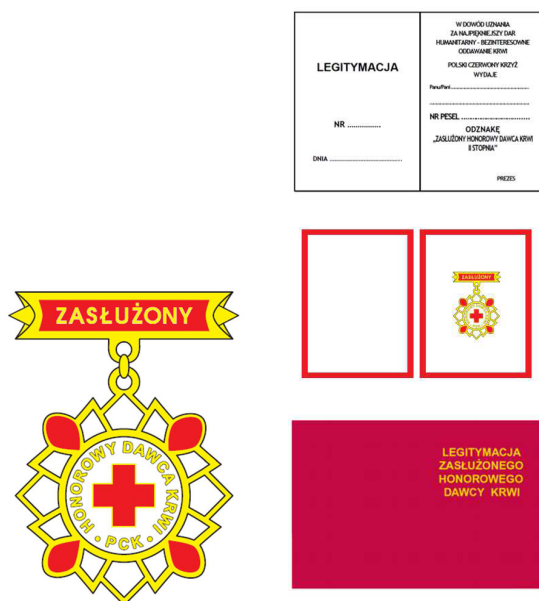 LEGITYMACJA
NR ................
DNIA ...................................
W DOWÓD UZNANIA
ZA NAJPIĘKNIEJSZY DAR
HUMANITARNY - BEZINTERESOWNE
ODDAWANIE KRWI
POLSKI CZERWONY KRZYŻ
WYDAJE
Panu/Pani.......................................
..................................................
NR PESEL .................................
ODZNAKĘ
„ZASŁUŻONY HONOROWY DAWCA KRWI
II STOPNIA"
PREZES
ZASŁUŻONY
ZASŁUŻONY
HONOROWY DAWCA KRWI
• PCK •
LEGITYMACJA
ZASŁUŻONEGO
HONOROWEGO
DAWCY KRWI